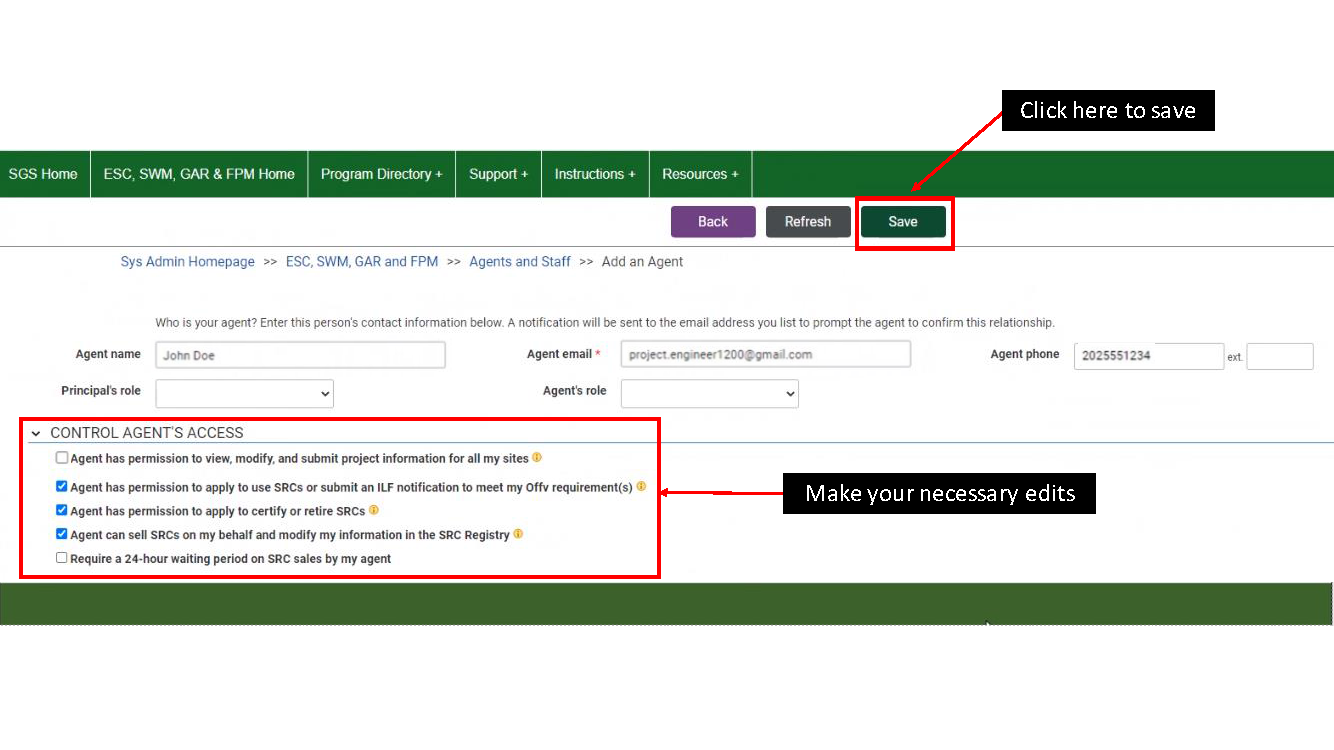 Click here to save
SGS Home ESC, SWM, GAR & FPM Home Program Directory + Support + Instructions + Resources +
Back Refresh Save
Sys Admin Homepage >> ESC, SWM, GAR and FPM >> Agents and Staff >> Add an Agent
Who is your agent? Enter this person's contact information below. A notification will be sent to the email address you list to prompt the agent to confirm this relationship.
Agent name John Doe Agent email * project.engineer1200@gmail.com Agent phone 2025551234 ext.
Principal's role Agent's role
CONTROL AGENT'S ACCESS
Agent has permission to view, modify, and submit project information for all my sites
Agent has permission to apply to use SRCs or submit an ILF notification to meet my Offv requirement(s)
Make your necessary edits
Agent has permission to apply to certify or retire SRCs
Agent can sell SRCs on my behalf and modify my information in the SRC Registry
Require a 24-hour waiting period on SRC sales by my agent